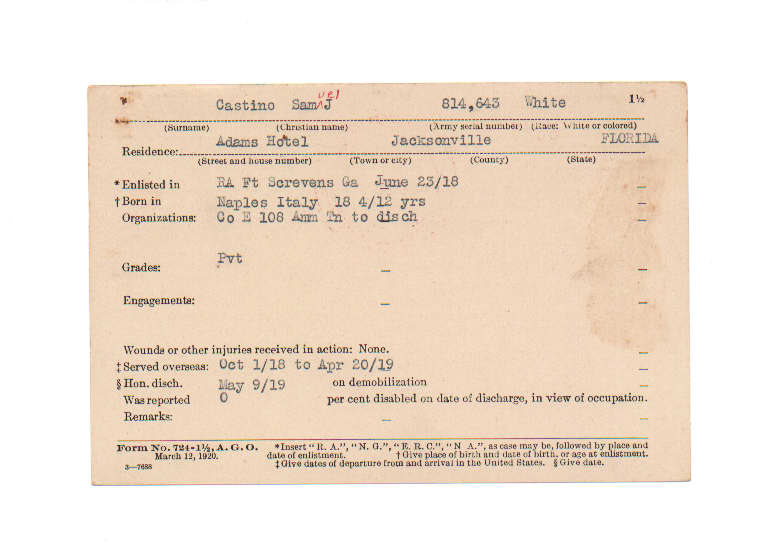 Castino Samuel J 814,643 White 1½
(Surname) (Christian name) (Army serial number) (Race: White or colored)
Residence: Adams Hotel Jacksonville FLORIDA
(Street and house number) (Town or city) (County) (State)
*Enlisted in RA Ft Screvens Ga June 23/18
†Born in Naples Italy 18 4/12 yrs
Organizations: Co E 108 Amm Tn to disch
Grades: Pvt
Engagements:
Wounds or other injuries received in action: None.
‡Served overseas: Oct 1/18 to Apr 20/19
§Hon. disch. May 9/19 on demobilization
Was reported 0 per cent disabled on date of discharge, in view of occupation.
Remarks:
Form No. 724-1½, A. G. O. *Insert "R. A.", "N. G.", "E. R. C.", "N A.", as case may be, followed by place and
March 12, 1920. date of enlistment. †Give place of birth and date of birth, or age at enlistment.
3—7688 ‡Give dates of departure from and arrival in the United States. §Give date.